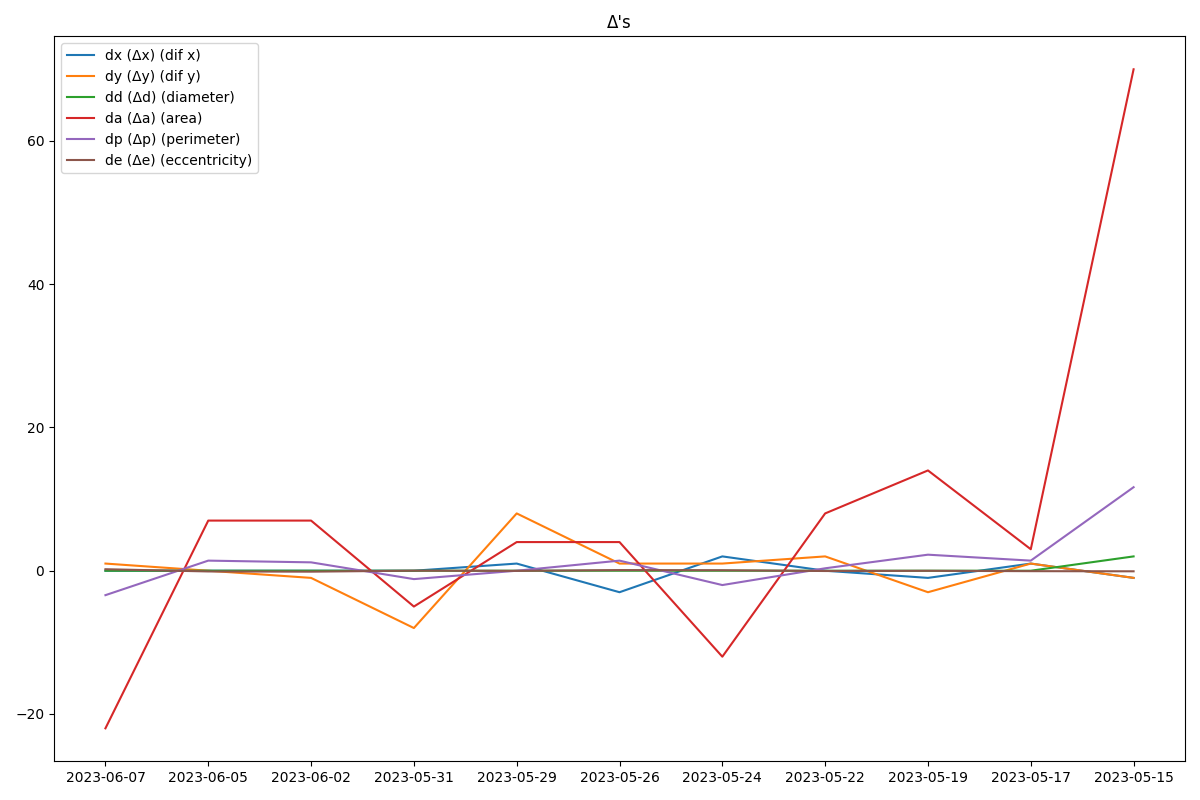 Δ's
dx (Δx) (dif x)
dy (Δy) (dif y)
dd (Δd) (diameter)
da (Δa) (area)
dp (Δp) (perimeter)
de (Δe) (eccentricity)
60
40
20
0
−20
2023-06-07 2023-06-05 2023-06-02 2023-05-31 2023-05-29 2023-05-26 2023-05-24 2023-05-22 2023-05-19 2023-05-17 2023-05-15